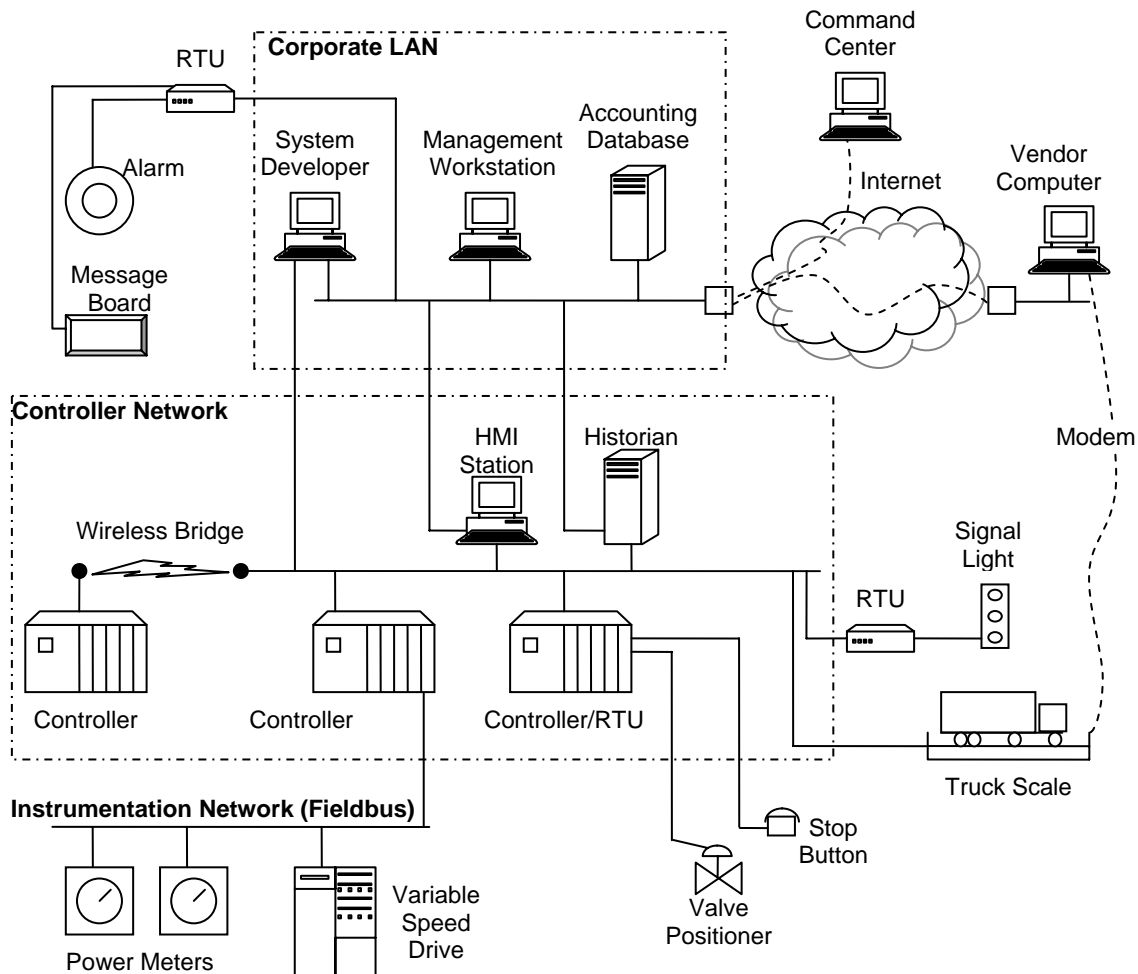 Command
Center
Corporate LAN
RTU
System
Developer
Management
Workstation
Accounting
Database
Alarm
Internet
Vendor
Computer
Message
Board
Controller Network
HMI
Station
Historian
Modem
Wireless Bridge
Signal
Light
RTU
Controller
Controller
Controller/RTU
Truck Scale
Instrumentation Network (Fieldbus)
Stop
Button
Variable
Speed
Drive
Valve
Positioner
Power Meters